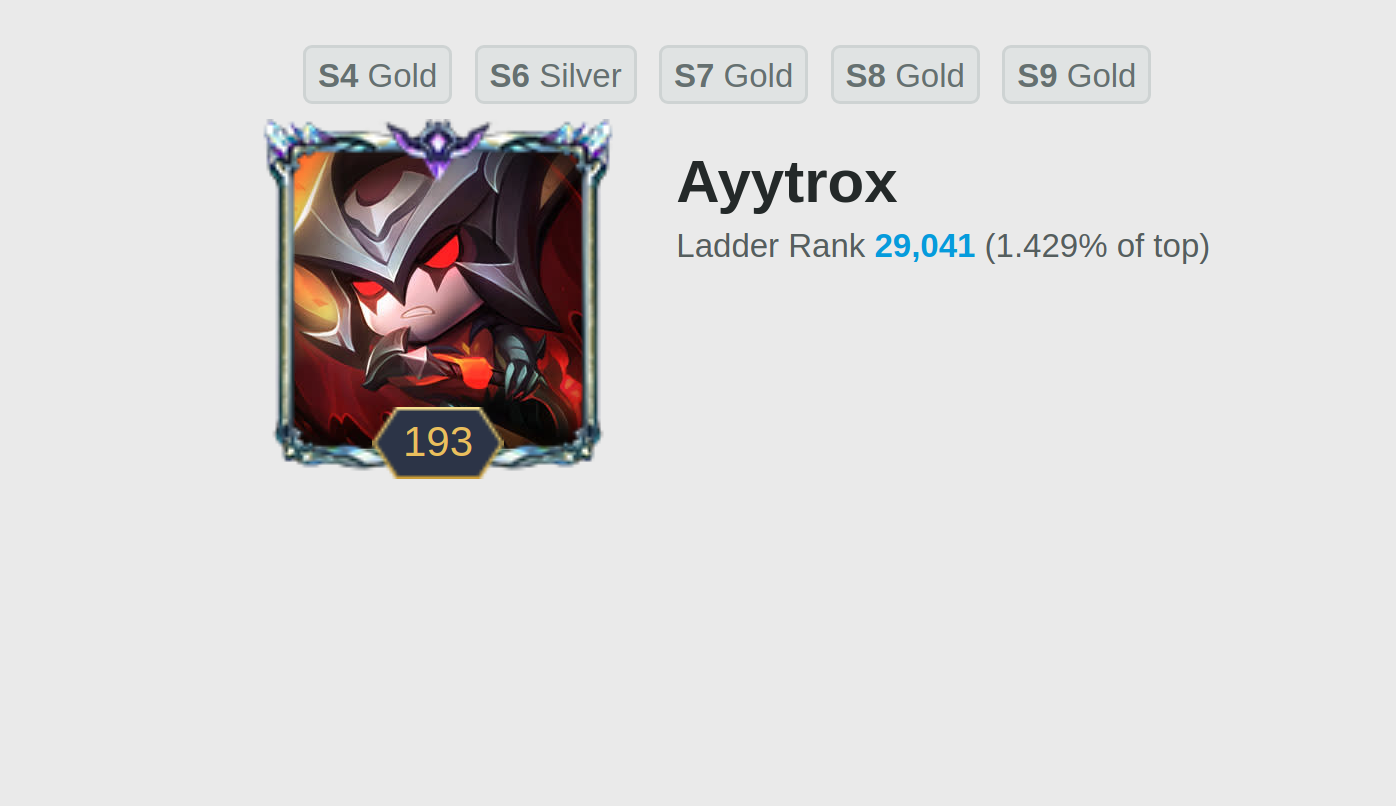 S4 Gold S6 Silver S7 Gold S8 Gold S9 Gold
Ayytrox
Ladder Rank 29,041 (1.429% of top)
193